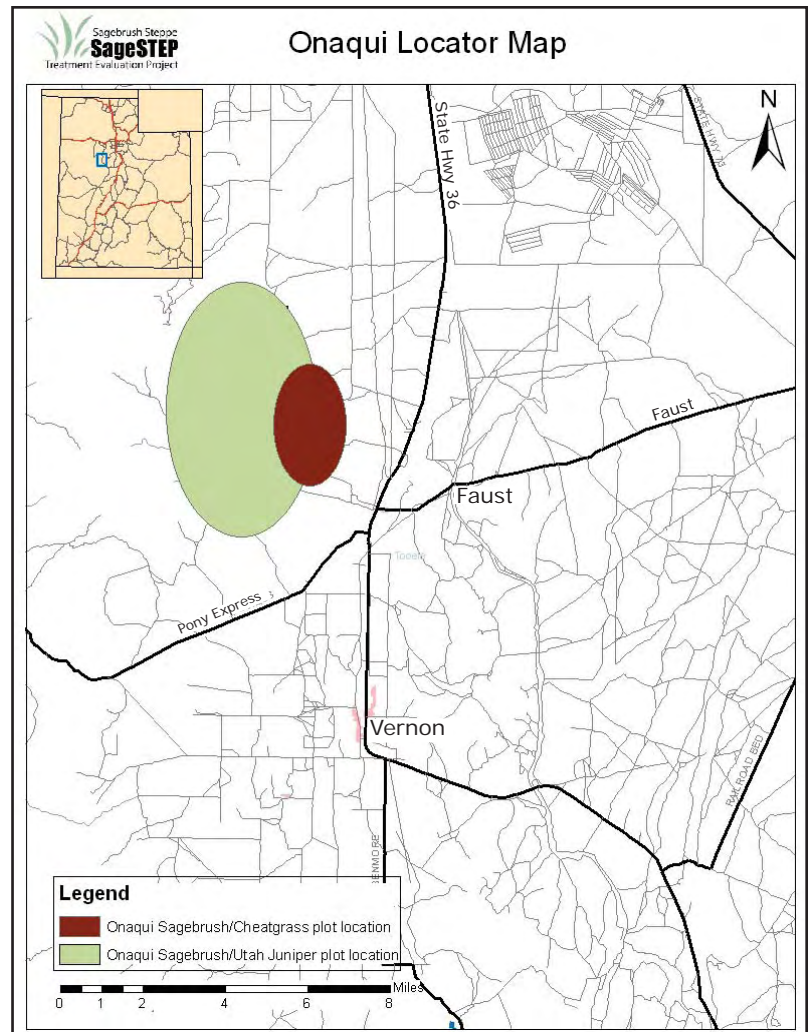 Sagebrush Steppe
SageSTEP
Treatment Evaluation Project
Onaqui Locator Map
N
State Hwy 36
STATE HWY 73
Faust
Faust
Tooele
Pony Express
Vernon
RAILROAD BED
BENMORE
Legend
Onaqui Sagebrush/Cheatgrass plot location
Onaqui Sagebrush/Utah Juniper plot location
Miles
0 1 2 4 6 8